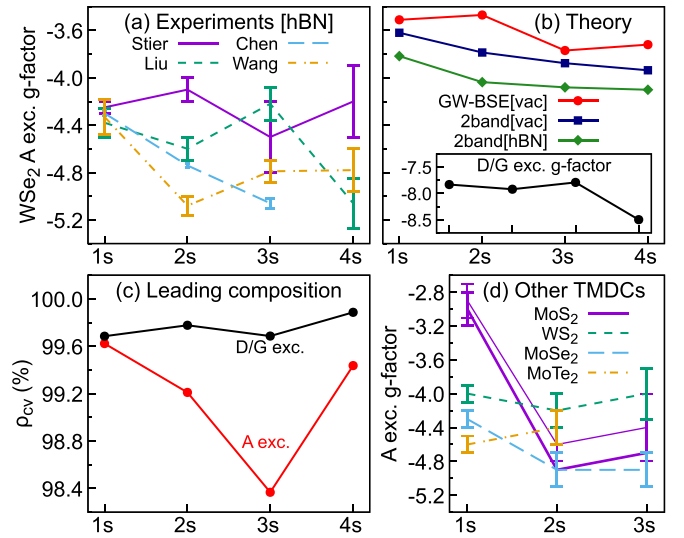 (a) Experiments [hBN]
Stier
Chen
Liu
Wang
WSe₂ A exc. g-factor
-3.6
-4.0
-4.4
-4.8
-5.2
1s
2s
3s
4s
(b) Theory
GW-BSE[vac]
2band[vac]
2band[hBN]
D/G exc. g-factor
-7.5
-8.0
-8.5
1s
2s
3s
4s
(c) Leading composition
D/G exc.
A exc.
ρcv (%)
100.0
99.6
99.2
98.8
98.4
1s
2s
3s
4s
(d) Other TMDCs
MoS₂
WS₂
MoSe₂
MoTe₂
A exc. g-factor
-2.8
-3.2
-3.6
-4.0
-4.4
-4.8
-5.2
1s
2s
3s